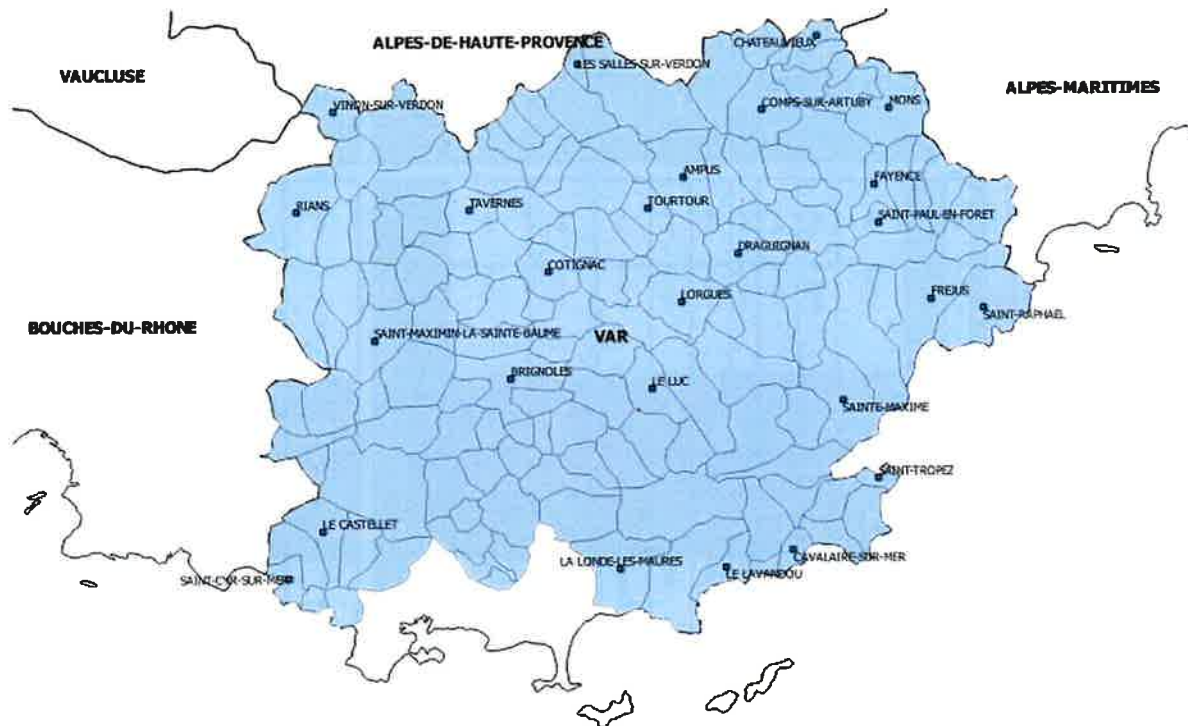 ALPES-DE-HAUTE-PROVENCE
CHATEAUVIEUX
LES SALLES-SUR-VERDON
VAUCLUSE
ALPES-MARITIMES
VINON-SUR-VERDON
COMPS-SUR-ARTUBY
MONS
AMPUS
FAYENCE
RIANS
TAVERNES
TOURTOUR
SAINT-PAUL-EN-FORET
DRAGUIGNAN
COTIGNAC
LORGUES
FREJUS
SAINT-RAPHAEL
BOUCHES-DU-RHONE
SAINT-MAXIMIN-LA-SAINTE-BAUME
VAR
BRIGNOLES
LE LUC
SAINTE-MAXIME
SAINT-TROPEZ
LE CASTELLET
CAVALAIRE-SUR-MER
LA LONDE-LES-MAURES
LE LAVANDOU
SAINT-CYR-SUR-MER